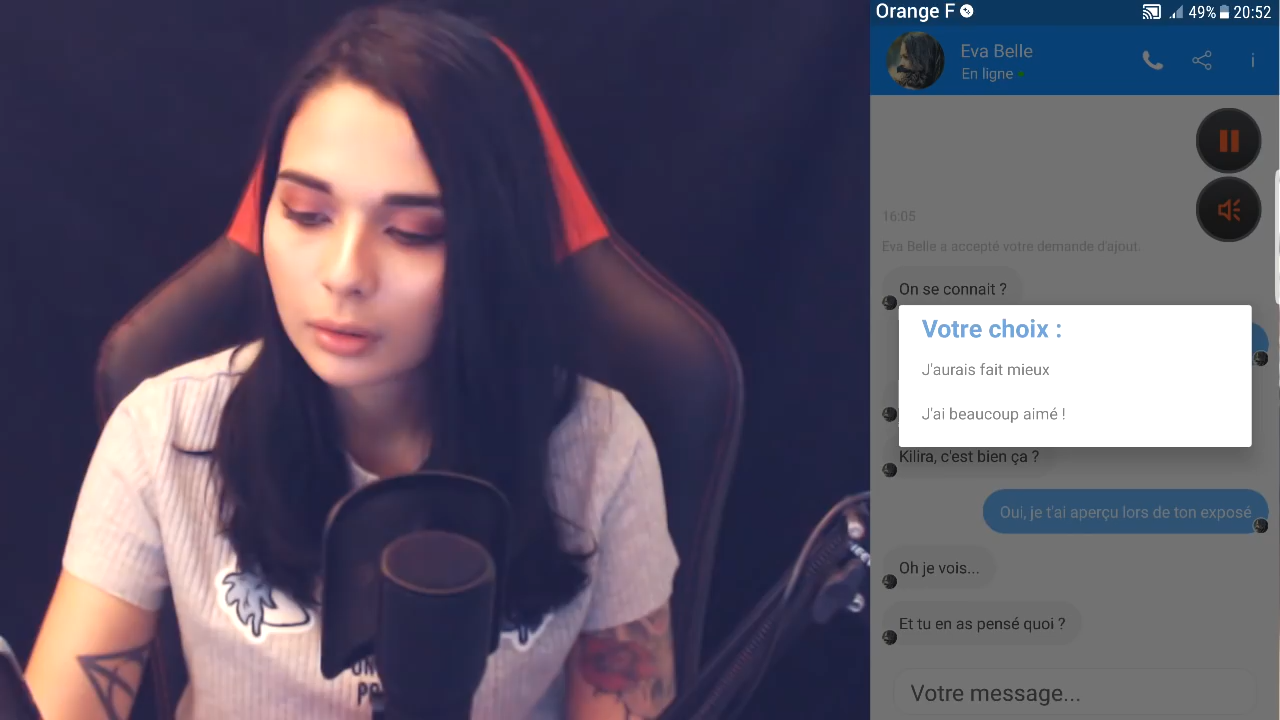 Orange F
49% 20:52
Eva Belle
En ligne
16:05
Eva Belle a accepté votre demande d'ajout.
On se connait ?
Votre choix :
J'aurais fait mieux
J'ai beaucoup aimé !
Kilira, c'est bien ça ?
Oui, je t'ai aperçu lors de ton exposé
Oh je vois...
Et tu en as pensé quoi ?
Votre message...